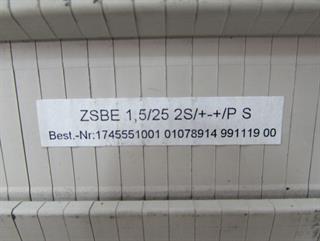 ZSBE 1,5/25 2S/+-+/P S
Best.-Nr:1745551001 01078914 991119 00